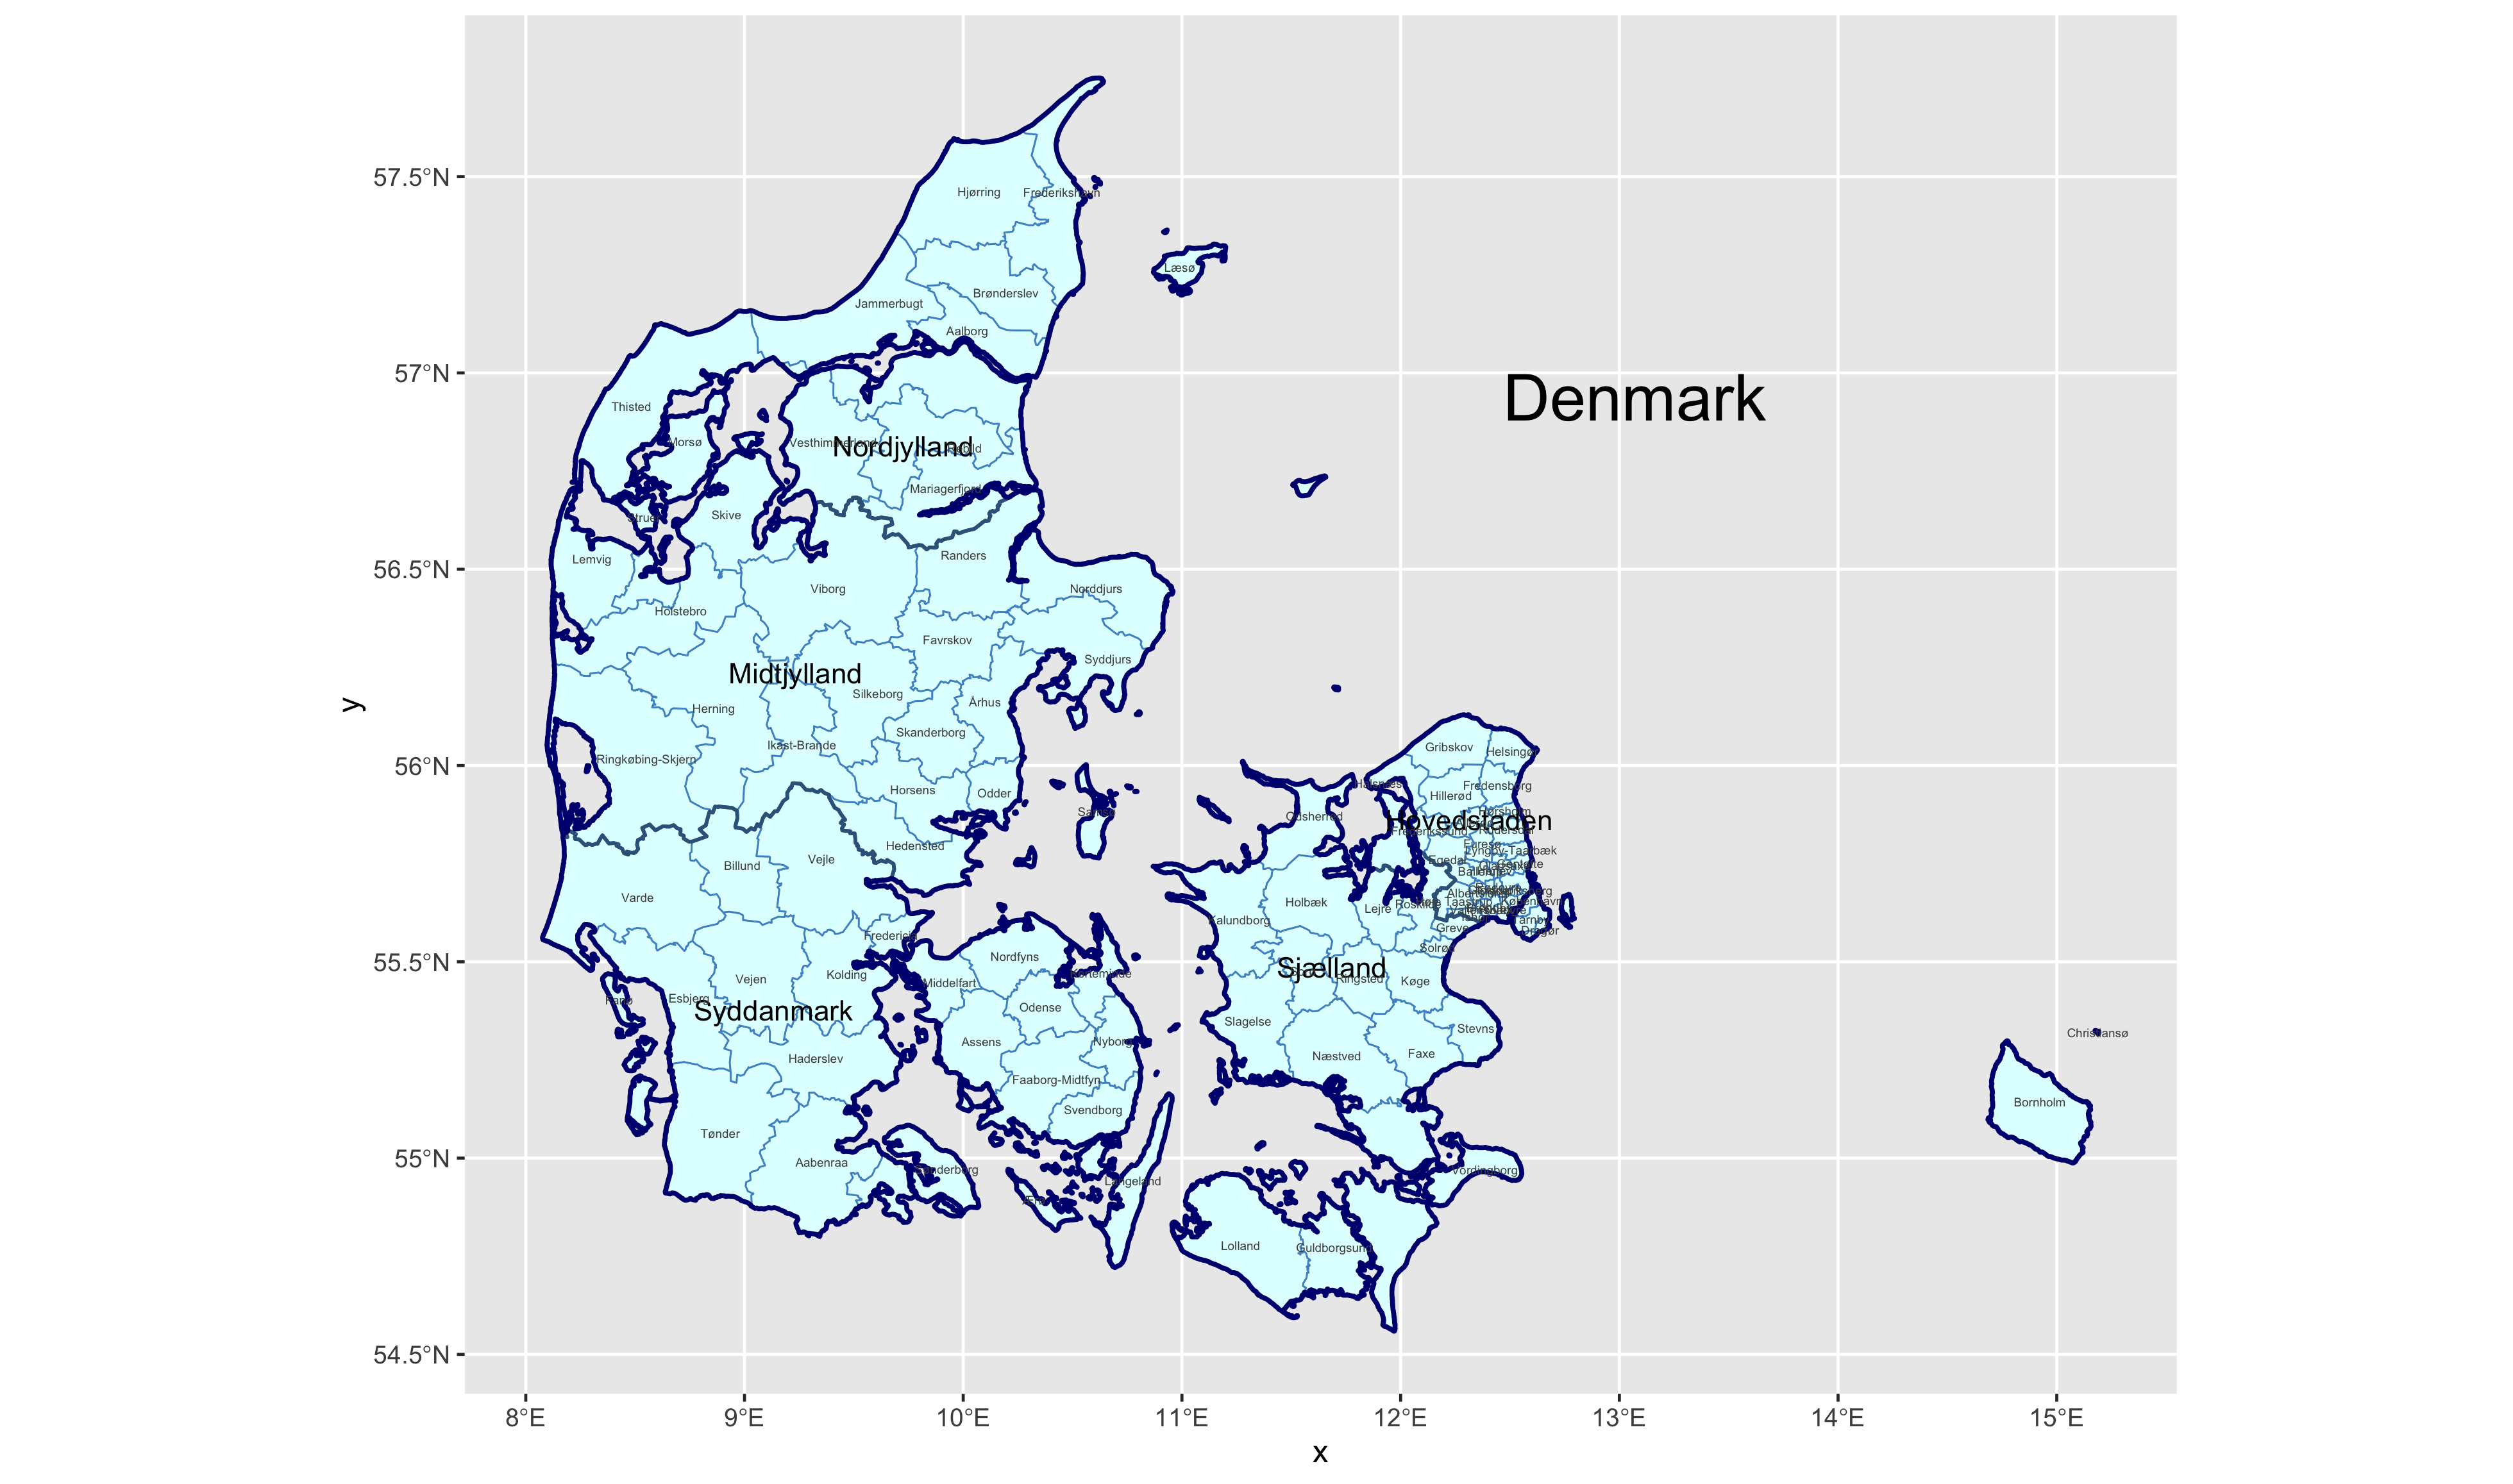 57.5°N
57°N
56.5°N
56°N
55.5°N
55°N
54.5°N
8°E
9°E
10°E
11°E
12°E
13°E
14°E
15°E
x
y
Denmark
Nordjylland
Midtjylland
Syddanmark
Sjælland
Hovedstaden
Hjørring
Frederikshavn
Læsø
Brønderslev
Jammerbugt
Aalborg
Thisted
Morsø
Vesthimmerland
Rebild
Mariagerfjord
Struer
Skive
Lemvig
Randers
Viborg
Norddjurs
Holstebro
Favrskov
Syddjurs
Silkeborg
Århus
Herning
Skanderborg
Ikast-Brande
Ringkøbing-Skjern
Horsens
Odder
Samsø
Hedensted
Billund
Vejle
Varde
Fredericia
Vejen
Kolding
Esbjerg
Fanø
Haderslev
Tønder
Aabenraa
Sønderborg
Nordfyns
Middelfart
Kerteminde
Odense
Assens
Nyborg
Faaborg-Midtfyn
Svendborg
Langeland
Ærø
Gribskov
Helsingør
Halsnæs
Fredensborg
Hillerød
Hørsholm
Frederikssund
Rudersdal
Furesø
Lyngby-Taarbæk
Egedal
Gentofte
Odsherred
Holbæk
Lejre
Roskilde
Kalundborg
Greve
Solrød
Ringsted
Køge
Slagelse
Stevns
Næstved
Faxe
Vordingborg
Lolland
Guldborgsund
København
Tårnby
Dragør
Christiansø
Bornholm